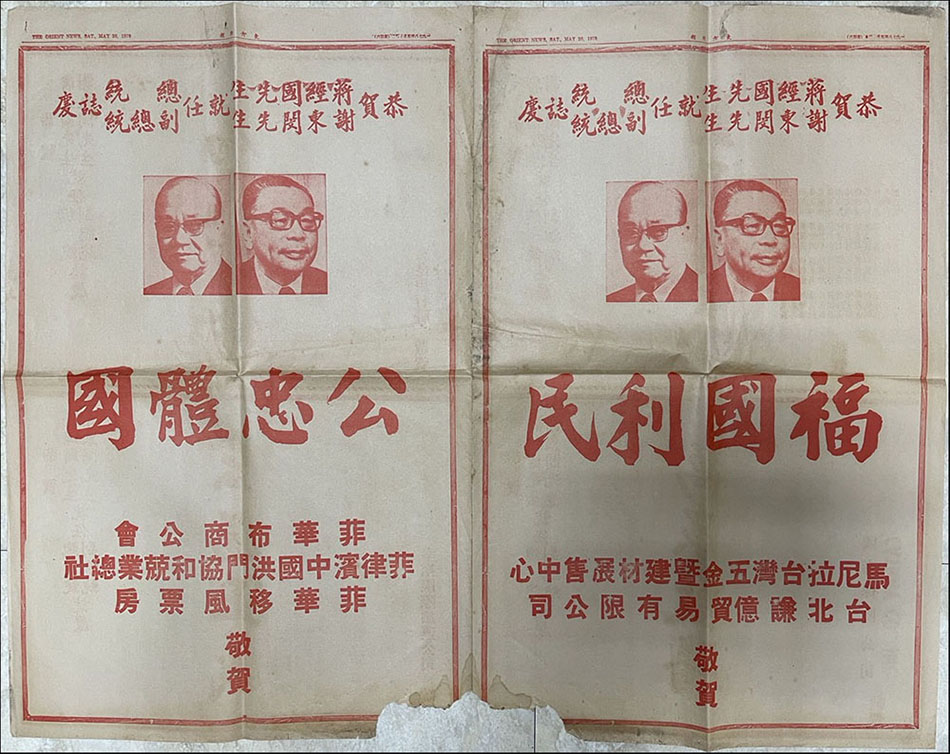 THE ORIENT NEWS, SAT., MAY 20, 1978
恭賀蔣經國先生謝東閔先生就任總統副總統誌慶
福國利民
馬尼拉台灣五金暨建材展售中心
台北謙億貿易有限公司
敬賀
THE ORIENT NEWS, SAT., MAY 20, 1978
恭賀蔣經國先生謝東閔先生就任總統副總統誌慶
公忠體國
菲華布商公會
菲律濱中國洪門協和競業總社
菲華移風票房
敬賀